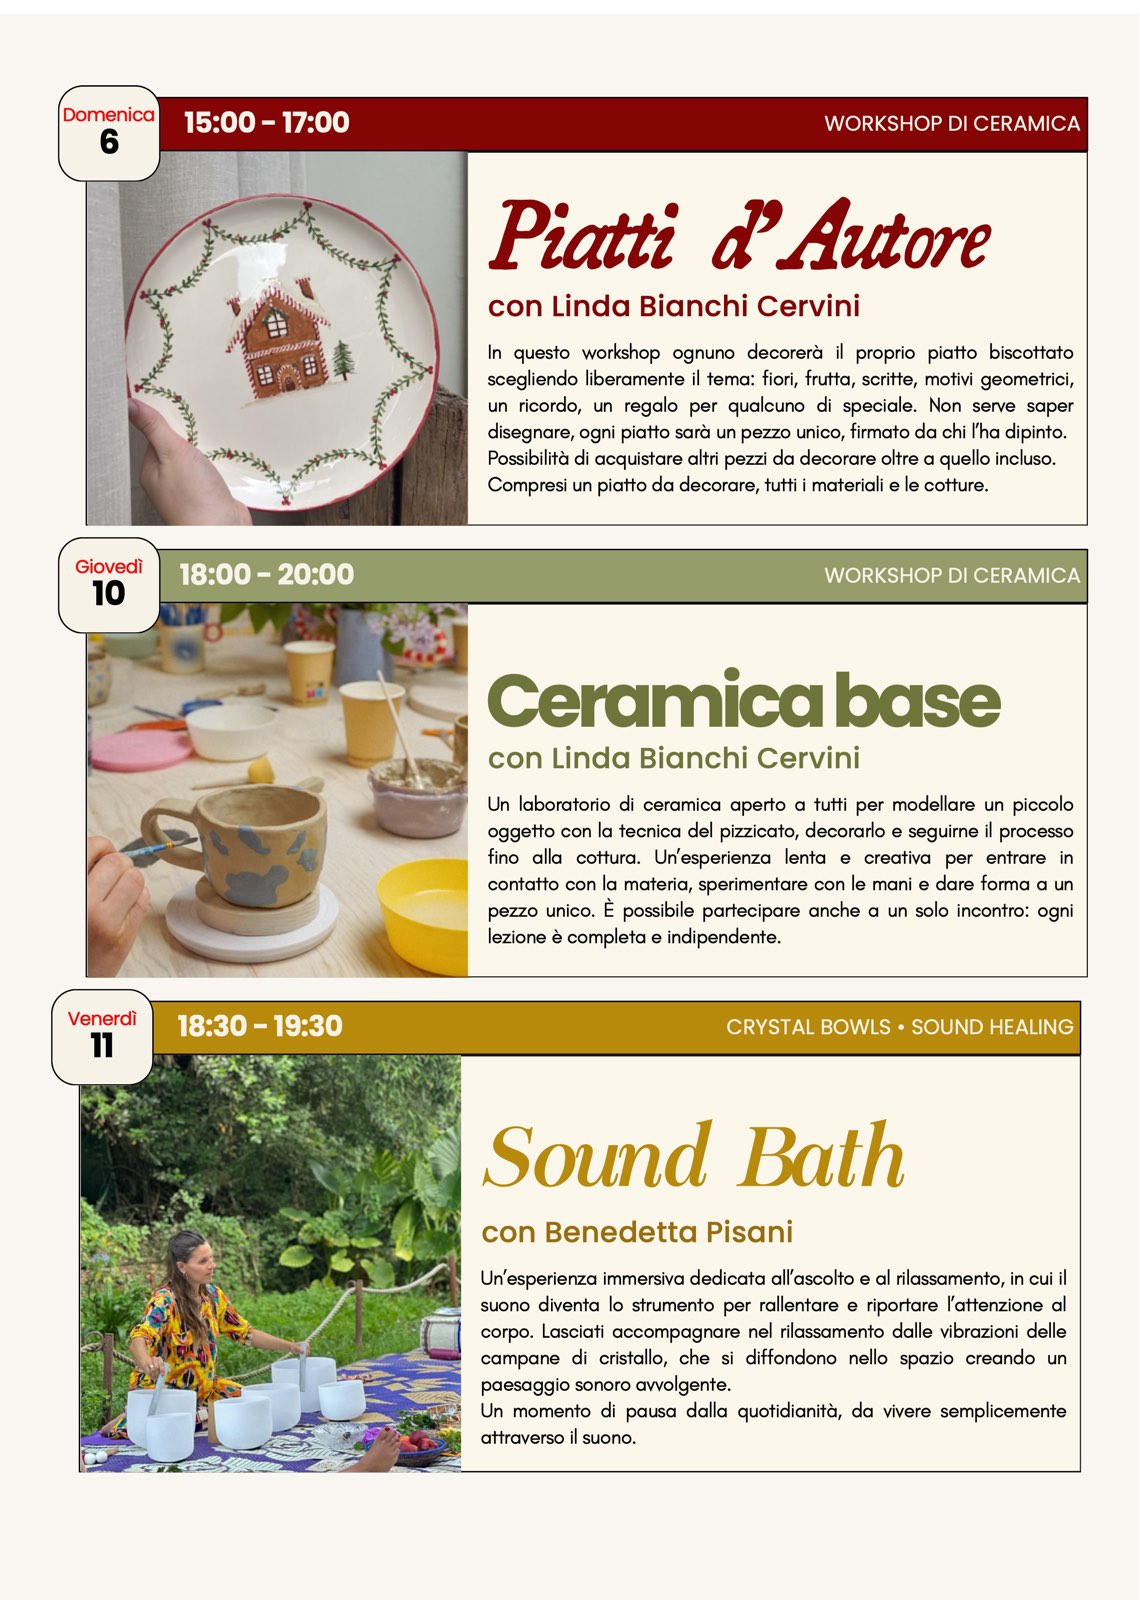 Domenica
6
15:00 - 17:00
WORKSHOP DI CERAMICA
Piatti d'Autore
con Linda Bianchi Cervini
In questo workshop ognuno decorerà il proprio piatto biscottato
scegliendo liberamente il tema: fiori, frutta, scritte, motivi geometrici,
un ricordo, un regalo per qualcuno di speciale. Non serve saper
disegnare, ogni piatto sarà un pezzo unico, firmato da chi l'ha dipinto.
Possibilità di acquistare altri pezzi da decorare oltre a quello incluso.
Compresi un piatto da decorare, tutti i materiali e le cotture.
Giovedì
10
18:00 - 20:00
WORKSHOP DI CERAMICA
Ceramica base
con Linda Bianchi Cervini
Un laboratorio di ceramica aperto a tutti per modellare un piccolo
oggetto con la tecnica del pizzicato, decorarlo e seguirne il processo
fino alla cottura. Un'esperienza lenta e creativa per entrare in
contatto con la materia, sperimentare con le mani e dare forma a un
pezzo unico. È possibile partecipare anche a un solo incontro: ogni
lezione è completa e indipendente.
Venerdì
11
18:30 - 19:30
CRYSTAL BOWLS • SOUND HEALING
Sound Bath
con Benedetta Pisani
Un'esperienza immersiva dedicata all'ascolto e al rilassamento, in cui il
suono diventa lo strumento per rallentare e riportare l'attenzione al
corpo. Lasciati accompagnare nel rilassamento dalle vibrazioni delle
campane di cristallo, che si diffondono nello spazio creando un
paesaggio sonoro avvolgente.
Un momento di pausa dalla quotidianità, da vivere semplicemente
attraverso il suono.